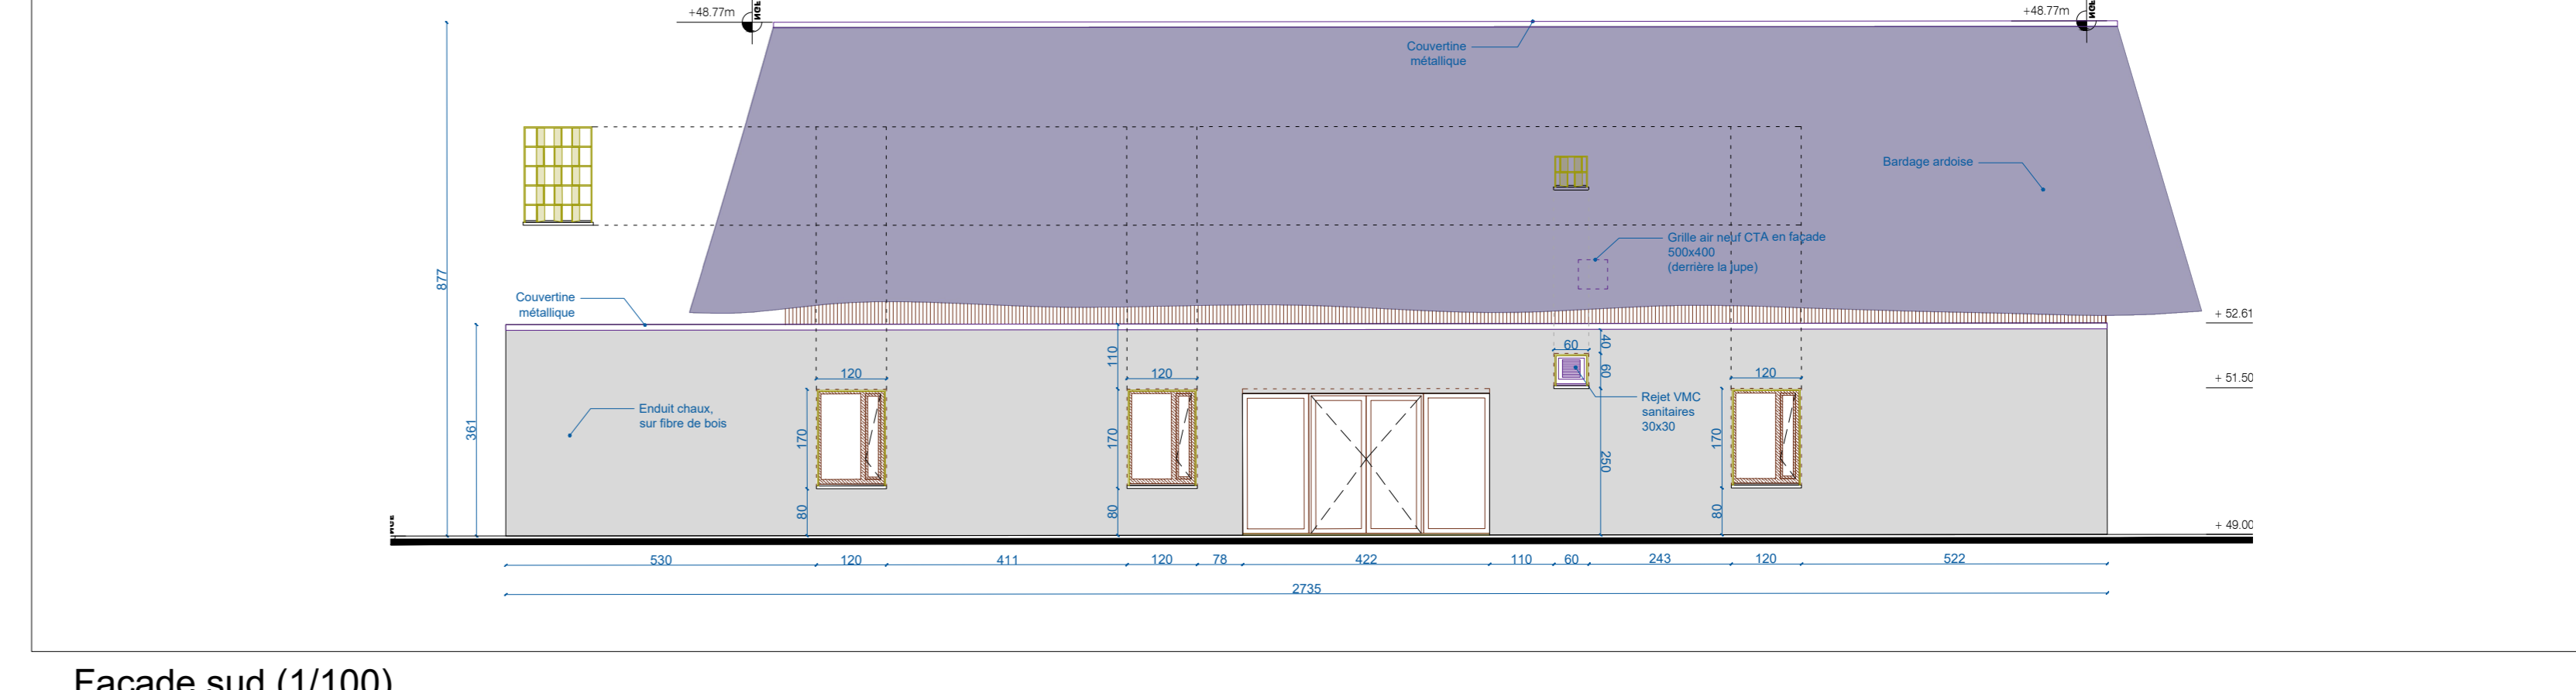 +48.77m
NGF
+48.77m
Couvertine
métallique
Bardage ardoise
Grille air neuf CTA en façade
500x400
(derrière la jupe)
877
Couvertine
métallique
+ 52.61
40
60
110
60
120
120
120
+ 51.50
Enduit chaux,
sur fibre de bois
Rejet VMC
sanitaires
30x30
361
170
170
170
250
80
80
80
+ 49.00
530
120
411
120
78
422
110
60
243
120
522
2735
Façade sud (1/100)